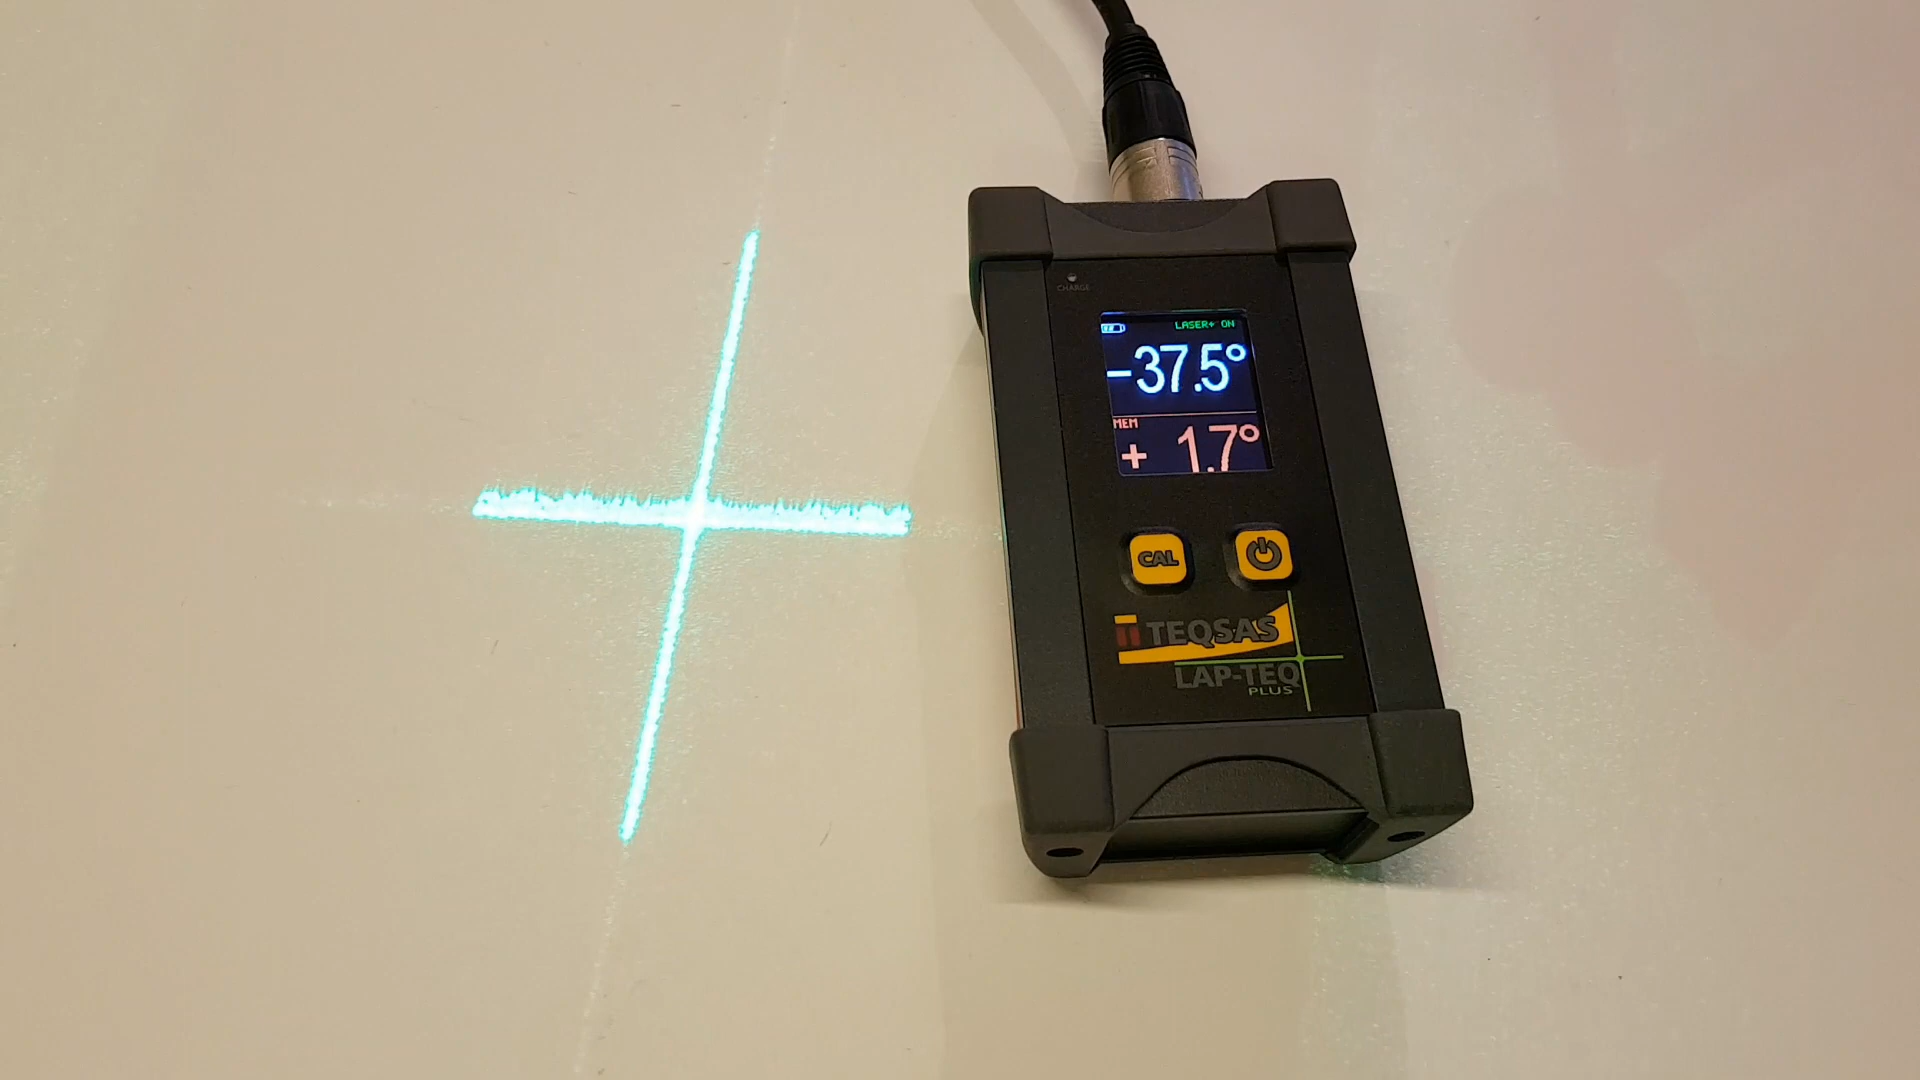 CHARGE
LASER⚡ ON
-37.5°
MEM
+ 1.7°
CAL
TEQSAS
LAP-TEQ
PLUS